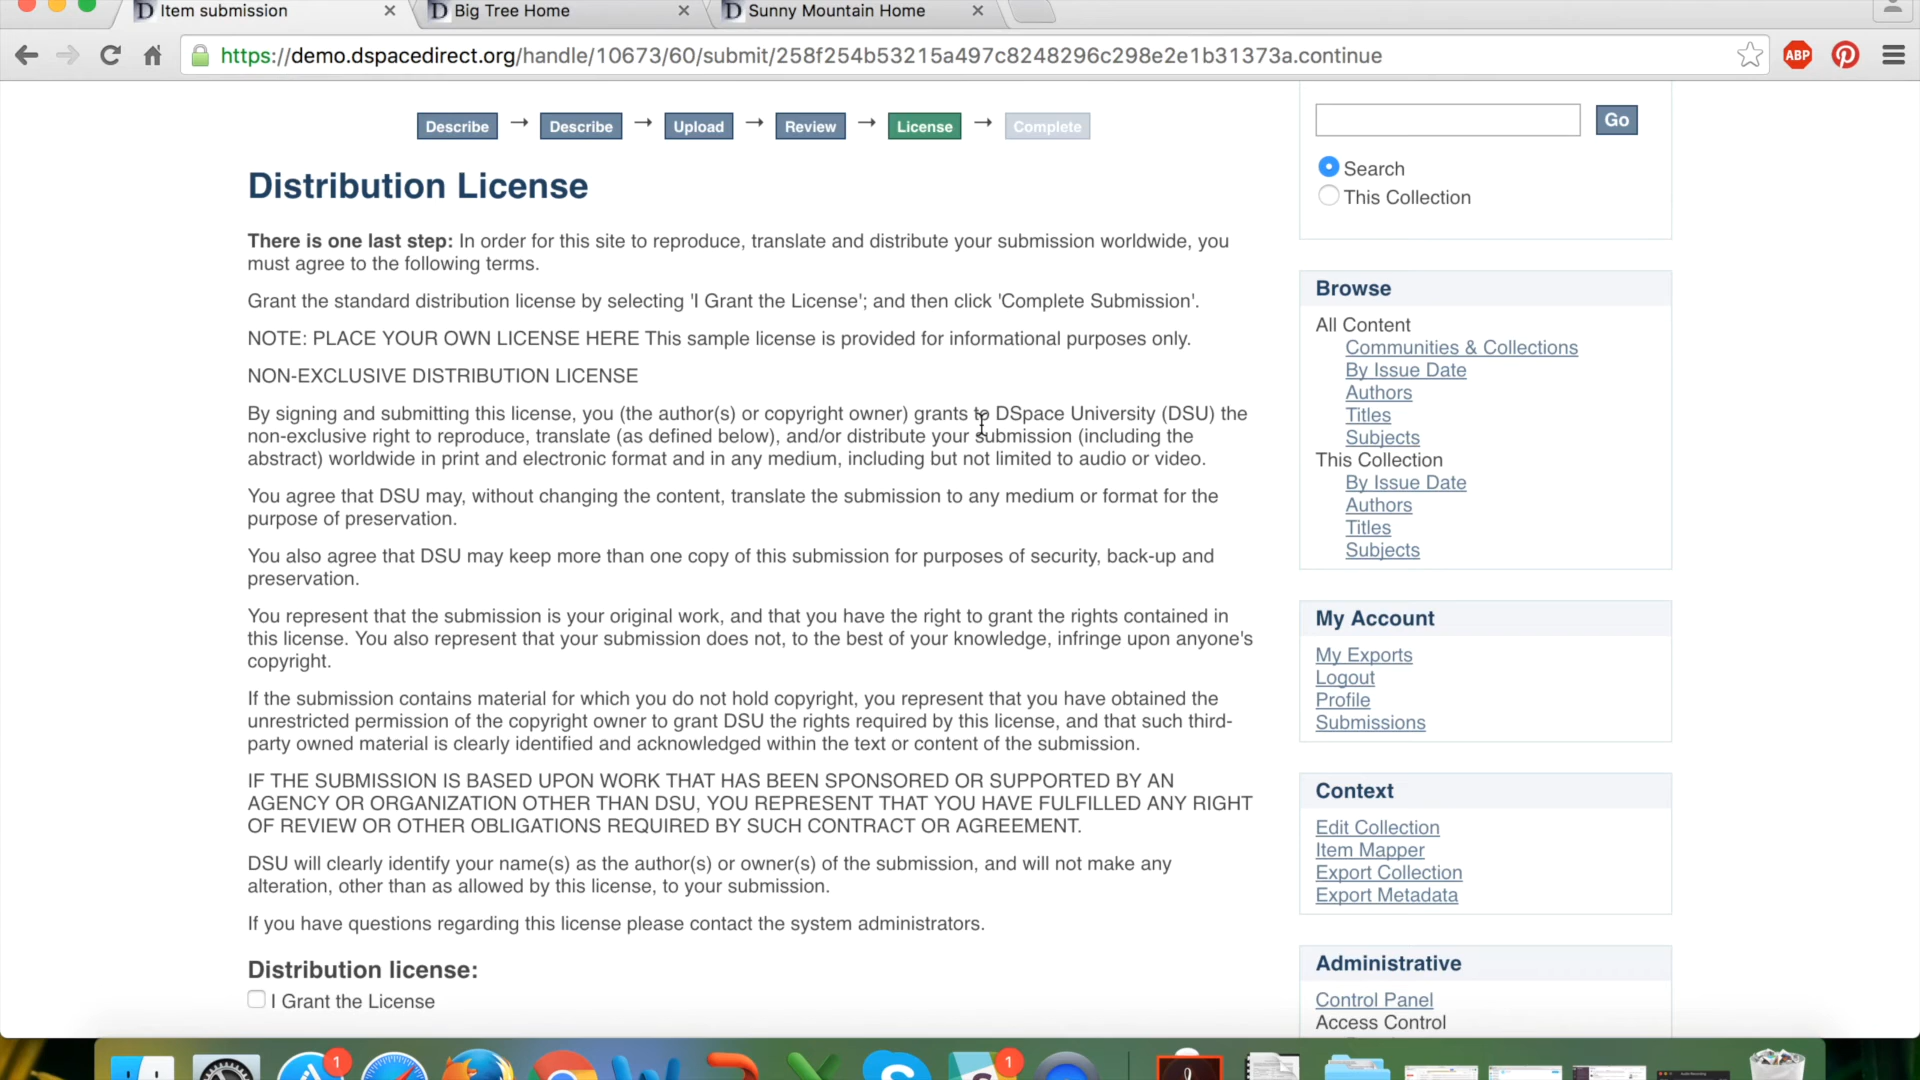 Item submission
Big Tree Home
Sunny Mountain Home
https://demo.dspacedirect.org/handle/10673/60/submit/258f254b53215a497c8248296c298e2e1b31373a.continue
ABP
Describe → Describe → Upload → Review → License → Complete
Distribution License
There is one last step: In order for this site to reproduce, translate and distribute your submission worldwide, you
must agree to the following terms.
Grant the standard distribution license by selecting 'I Grant the License'; and then click 'Complete Submission'.
NOTE: PLACE YOUR OWN LICENSE HERE This sample license is provided for informational purposes only.
NON-EXCLUSIVE DISTRIBUTION LICENSE
By signing and submitting this license, you (the author(s) or copyright owner) grants to DSpace University (DSU) the
non-exclusive right to reproduce, translate (as defined below), and/or distribute your submission (including the
abstract) worldwide in print and electronic format and in any medium, including but not limited to audio or video.
You agree that DSU may, without changing the content, translate the submission to any medium or format for the
purpose of preservation.
You also agree that DSU may keep more than one copy of this submission for purposes of security, back-up and
preservation.
You represent that the submission is your original work, and that you have the right to grant the rights contained in
this license. You also represent that your submission does not, to the best of your knowledge, infringe upon anyone's
copyright.
If the submission contains material for which you do not hold copyright, you represent that you have obtained the
unrestricted permission of the copyright owner to grant DSU the rights required by this license, and that such third-
party owned material is clearly identified and acknowledged within the text or content of the submission.
IF THE SUBMISSION IS BASED UPON WORK THAT HAS BEEN SPONSORED OR SUPPORTED BY AN
AGENCY OR ORGANIZATION OTHER THAN DSU, YOU REPRESENT THAT YOU HAVE FULFILLED ANY RIGHT
OF REVIEW OR OTHER OBLIGATIONS REQUIRED BY SUCH CONTRACT OR AGREEMENT.
DSU will clearly identify your name(s) as the author(s) or owner(s) of the submission, and will not make any
alteration, other than as allowed by this license, to your submission.
If you have questions regarding this license please contact the system administrators.
Distribution license:
I Grant the License
Go
Search
This Collection
Browse
All Content
Communities & Collections
By Issue Date
Authors
Titles
Subjects
This Collection
By Issue Date
Authors
Titles
Subjects
My Account
My Exports
Logout
Profile
Submissions
Context
Edit Collection
Item Mapper
Export Collection
Export Metadata
Administrative
Control Panel
Access Control
1
1